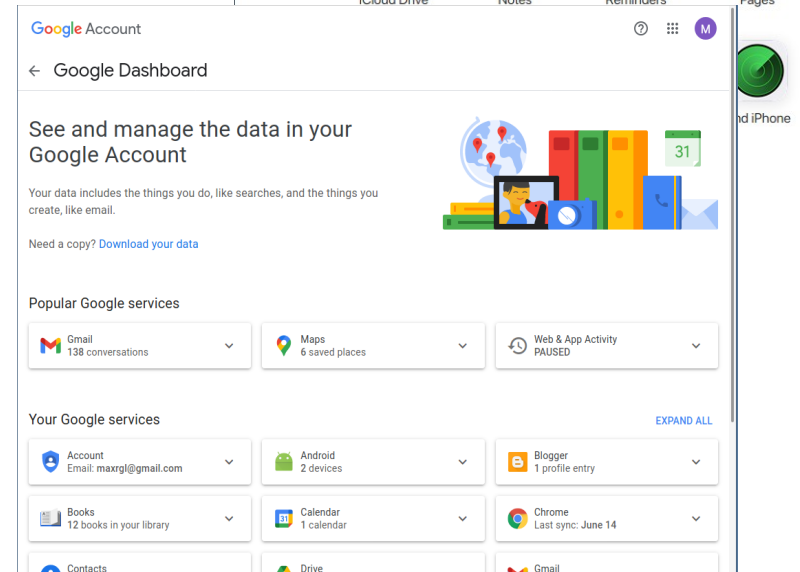 iCloud Drive Notes Reminders Pages
Google Account
M
Google Dashboard
See and manage the data in your
Google Account
31
Your data includes the things you do, like searches, and the things you
create, like email.
Need a copy? Download your data
nd iPhone
Popular Google services
Gmail
138 conversations
Maps
6 saved places
Web & App Activity
PAUSED
Your Google services
EXPAND ALL
Account
Email: maxrgl@gmail.com
Android
2 devices
Blogger
1 profile entry
Books
12 books in your library
31
Calendar
1 calendar
Chrome
Last sync: June 14
Contacts
Drive
Gmail